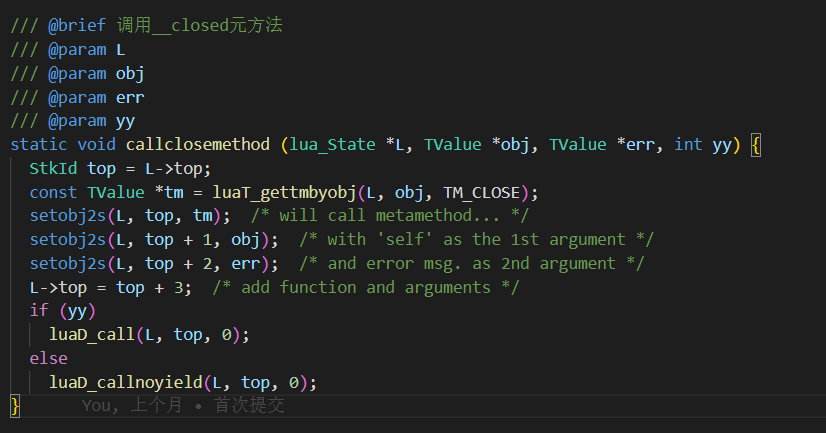 /// @brief 调用__closed元方法
/// @param L
/// @param obj
/// @param err
/// @param yy
static void callclosemethod (lua_State *L, TValue *obj, TValue *err, int yy) {
  StkId top = L->top;
  const TValue *tm = luaT_gettmbyobj(L, obj, TM_CLOSE);
  setobj2s(L, top, tm);  /* will call metamethod... */
  setobj2s(L, top + 1, obj);  /* with 'self' as the 1st argument */
  setobj2s(L, top + 2, err);  /* and error msg. as 2nd argument */
  L->top = top + 3;  /* add function and arguments */
  if (yy)
    luaD_call(L, top, 0);
  else
    luaD_callnoyield(L, top, 0);
}      You, 上个月 • 首次提交